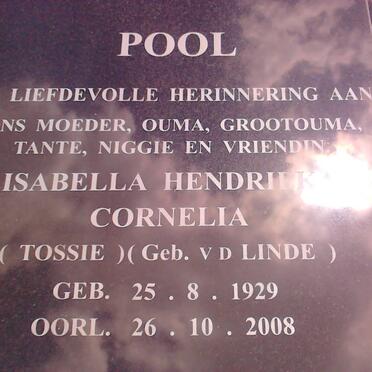 POOL
LIEFDEVOLLE HERINNERING AAN
NS MOEDER, OUMA, GROOTOUMA,
TANTE, NIGGIE EN VRIENDIN
ISABELLA
CORNELIA
( TOSSIE ) ( Geb. V D LINDE )
GEB. 25 . 8 . 1929
OORL. 26 . 10 . 2008